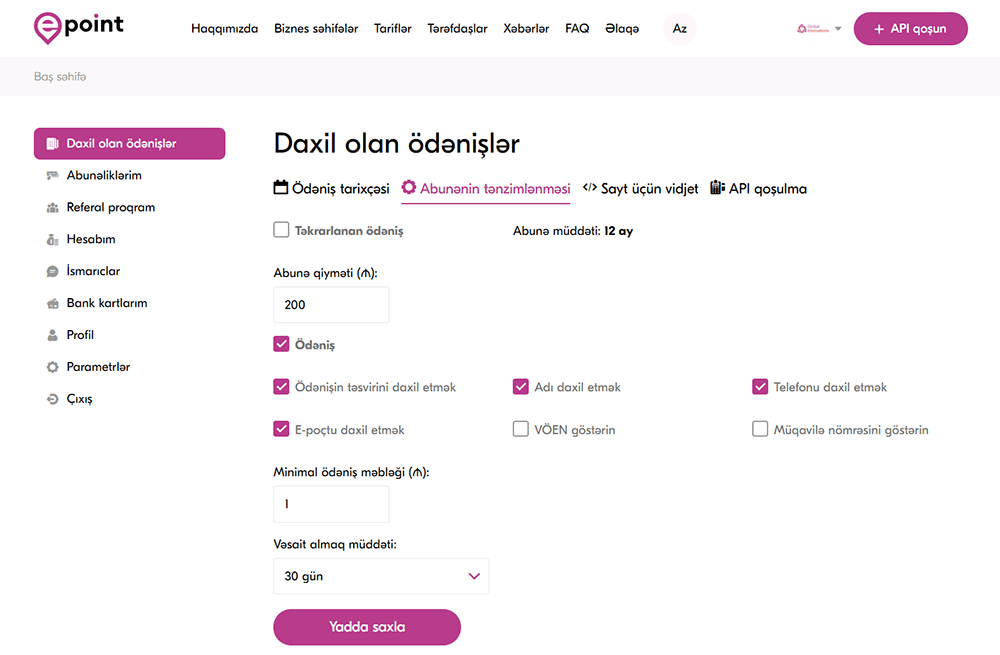 epoint
Haqqımızda Biznes səhifələr Tariflər Tərəfdaşlar Xəbərlər FAQ Əlaqə Az Global Innovations + API qoşun
Baş səhifə
Daxil olan ödənişlər
Abunəliklərim
Referal proqram
Hesabım
İsmarıclar
Bank kartlarım
Profil
Parametrlər
Çıxış
Daxil olan ödənişlər
Ödəniş tarixçəsi Abunənin tənzimlənməsi </> Sayt üçün vidjet API qoşulma
Təkrarlanan ödəniş Abunə müddəti: 12 ay
Abunə qiyməti (₼):
200
Ödəniş
Ödənişin təsvirini daxil etmək Adı daxil etmək Telefonu daxil etmək
E-poçtu daxil etmək VÖEN göstərin Müqavilə nömrəsini göstərin
Minimal ödəniş məbləği (₼):
1
Vəsait almaq müddəti:
30 gün
Yadda saxla